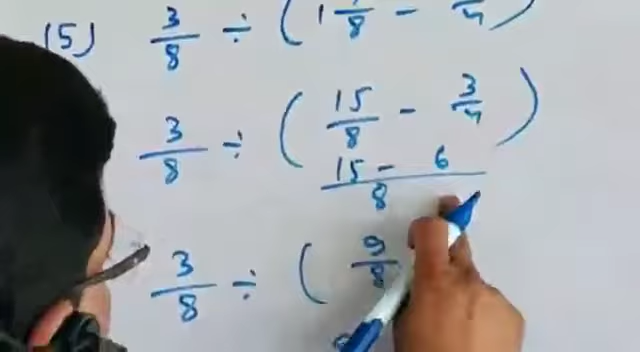 (5) 3/8 ÷ (1 7/8 - 3/4)
3/8 ÷ (15/8 - 3/4)
15 - 6
8
3/8 ÷ ( 9/8